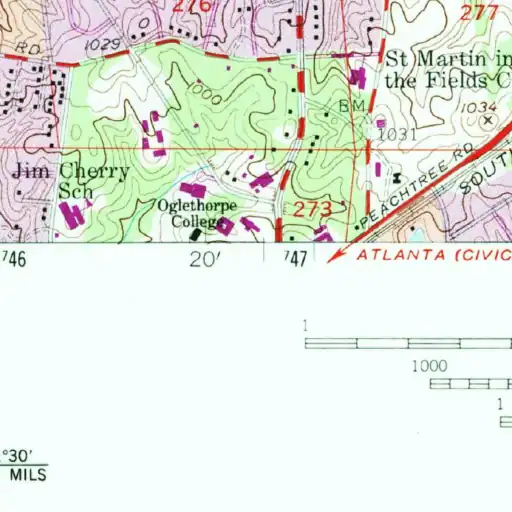 276
277
O
RD
1029
St Martin in
the Fields C
1000
BM
1034
1031
Jim Cherry
Sch
PEACHTREE RD
SOUTH
Oglethorpe
College
273
746
20'
747
ATLANTA (CIVIC
1
1000
1
°30'
MILS